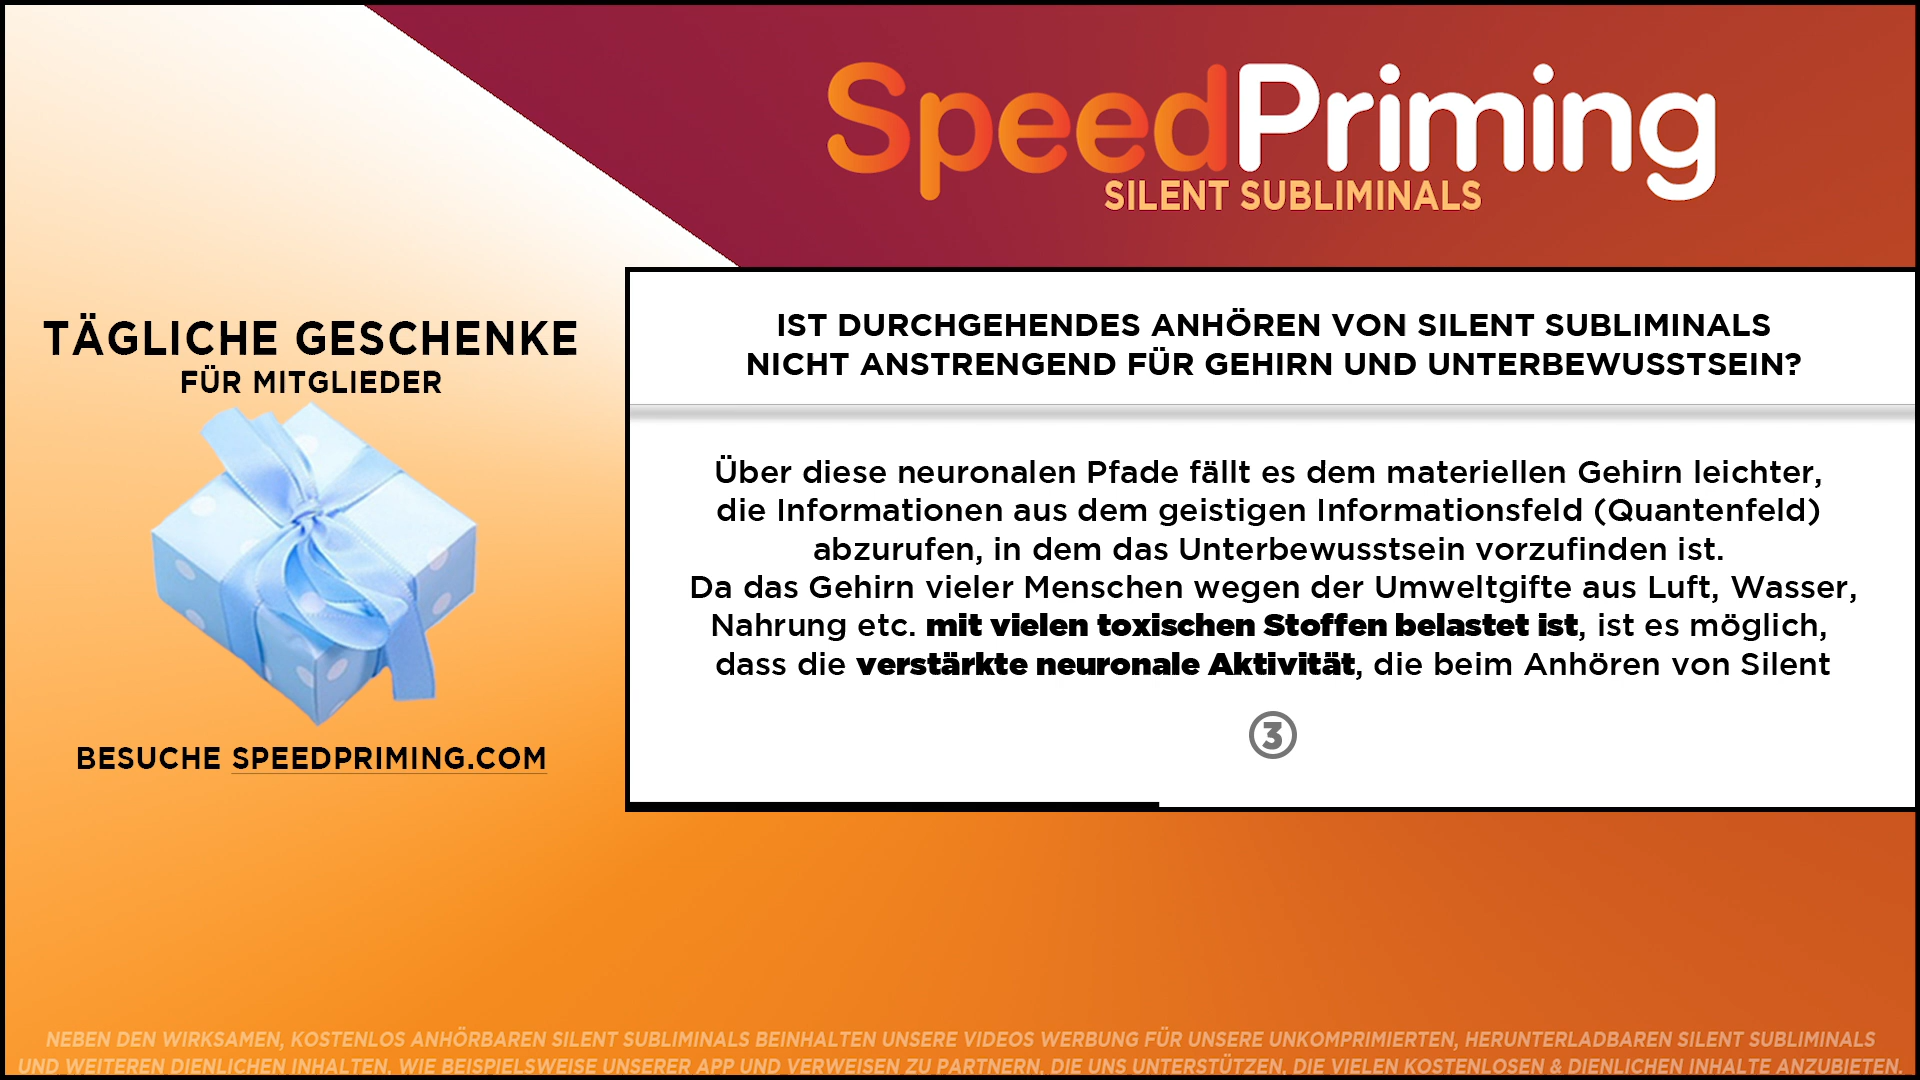 SpeedPriming
SILENT SUBLIMINALS
TÄGLICHE GESCHENKE
FÜR MITGLIEDER
BESUCHE SPEEDPRIMING.COM
IST DURCHGEHENDES ANHÖREN VON SILENT SUBLIMINALS
NICHT ANSTRENGEND FÜR GEHIRN UND UNTERBEWUSSTSEIN?
Über diese neuronalen Pfade fällt es dem materiellen Gehirn leichter,
die Informationen aus dem geistigen Informationsfeld (Quantenfeld)
abzurufen, in dem das Unterbewusstsein vorzufinden ist.
Da das Gehirn vieler Menschen wegen der Umweltgifte aus Luft, Wasser,
Nahrung etc. mit vielen toxischen Stoffen belastet ist, ist es möglich,
dass die verstärkte neuronale Aktivität, die beim Anhören von Silent
3
NEBEN DEN WIRKSAMEN, KOSTENLOS ANHÖRBAREN SILENT SUBLIMINALS BEINHALTEN UNSERE VIDEOS WERBUNG FÜR UNSERE UNKOMPRIMIERTEN, HERUNTERLADBAREN SILENT SUBLIMINALS
UND WEITEREN DIENLICHEN INHALTEN, WIE BEISPIELSWEISE UNSERER APP UND VERWEISEN ZU PARTNERN, DIE UNS UNTERSTÜTZEN, DIE VIELEN KOSTENLOSEN & DIENLICHEN INHALTE ANZUBIETEN.